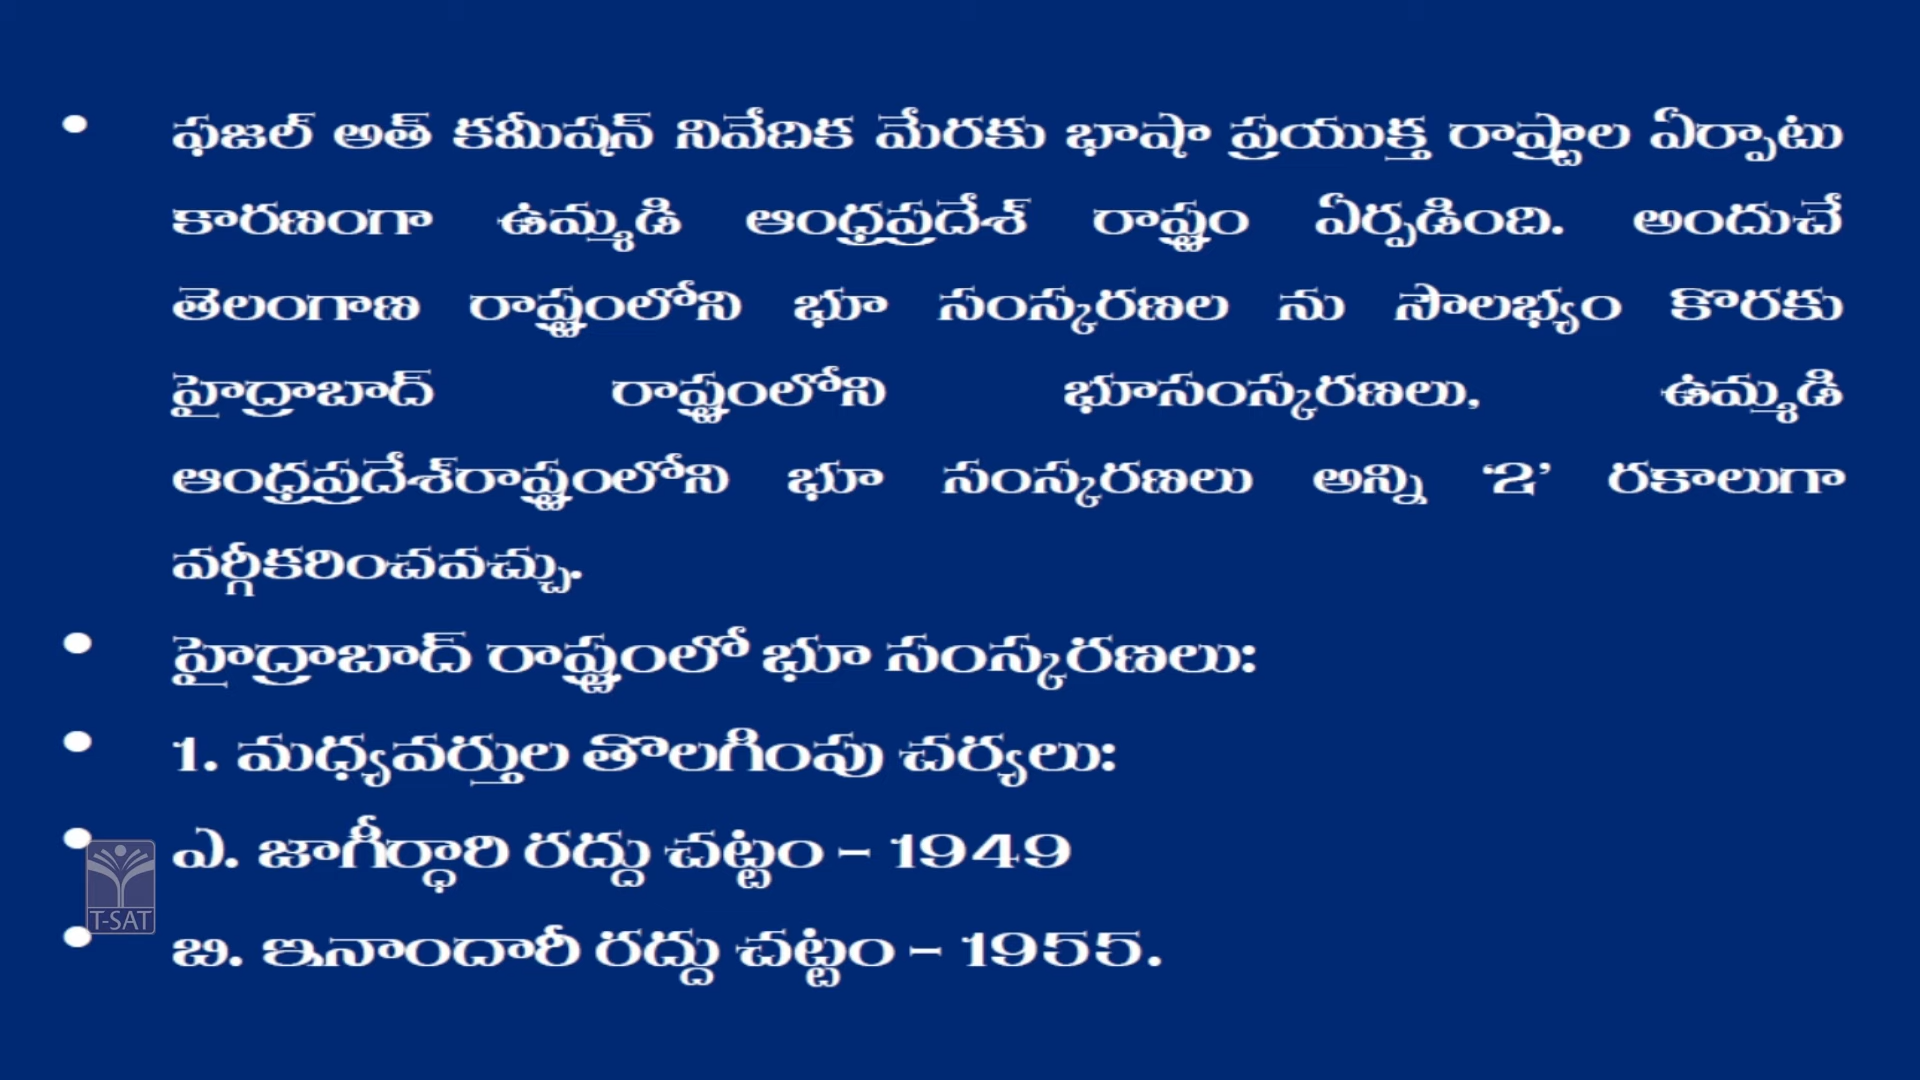 • ఫజల్ అత్ కమీషన్ నివేదిక మేరకు భాషా ప్రయుక్త రాష్ట్రాల ఏర్పాటు
కారణంగా ఉమ్మడి ఆంధ్రప్రదేశ్ రాష్ట్రం ఏర్పడింది. అందుచే
తెలంగాణ రాష్ట్రంలోని భూ సంస్కరణల ను సౌలభ్యం కొరకు
హైద్రాబాద్ రాష్ట్రంలోని భూసంస్కరణలు, ఉమ్మడి
ఆంధ్రప్రదేశ్‌రాష్ట్రంలోని భూ సంస్కరణలు అన్ని '2' రకాలుగా
వర్గీకరించవచ్చు.
• హైద్రాబాద్ రాష్ట్రంలో భూ సంస్కరణలు:
• 1. మధ్యవర్తుల తొలగింపు చర్యలు:
• ఎ. జాగీర్ధారి రద్దు చట్టం – 1949
• బి. ఇనాందారీ రద్దు చట్టం – 1955.
T-SAT